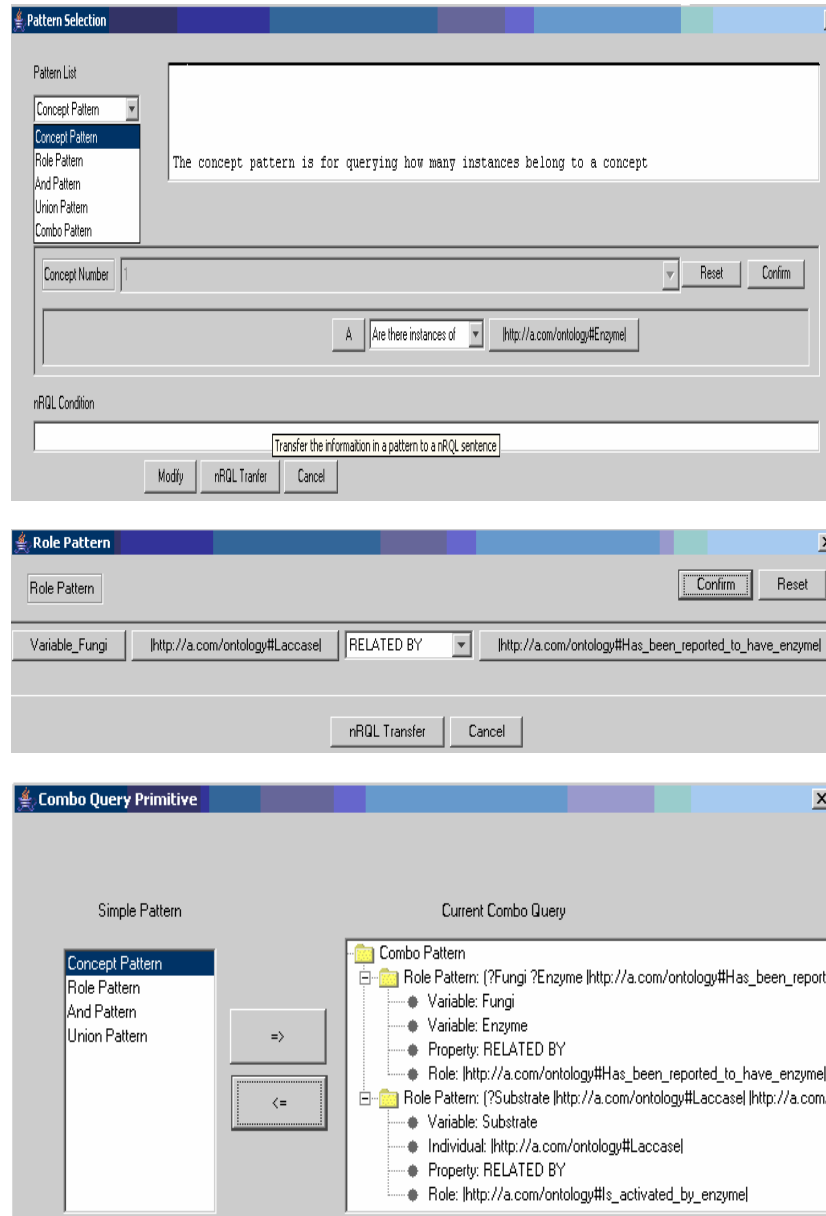 Pattern Selection
Pattern List
Concept Pattern
Concept Pattern
Role Pattern
And Pattern
Union Pattern
Combo Pattern
The concept pattern is for querying how many instances belong to a concept
Concept Number 1 Reset Confirm
A Are there instances of |http://a.com/ontology#Enzyme|
nRQL Condition
Transfer the informaition in a pattern to a nRQL sentence
Modify nRQL Tranfer Cancel
Role Pattern
Role Pattern Confirm Reset
Variable_Fungi |http://a.com/ontology#Laccase| RELATED BY |http://a.com/ontology#Has_been_reported_to_have_enzyme|
nRQL Transfer Cancel
Combo Query Primitive
Simple Pattern
Concept Pattern
Role Pattern
And Pattern
Union Pattern
=>
<=
Current Combo Query
Combo Pattern
Role Pattern: (?Fungi ?Enzyme |http://a.com/ontology#Has_been_report
Variable: Fungi
Variable: Enzyme
Property: RELATED BY
Role: |http://a.com/ontology#Has_been_reported_to_have_enzyme|
Role Pattern: (?Substrate |http://a.com/ontology#Laccase| |http://a.com.
Variable: Substrate
Individual: |http://a.com/ontology#Laccase|
Property: RELATED BY
Role: |http://a.com/ontology#Is_activated_by_enzyme|